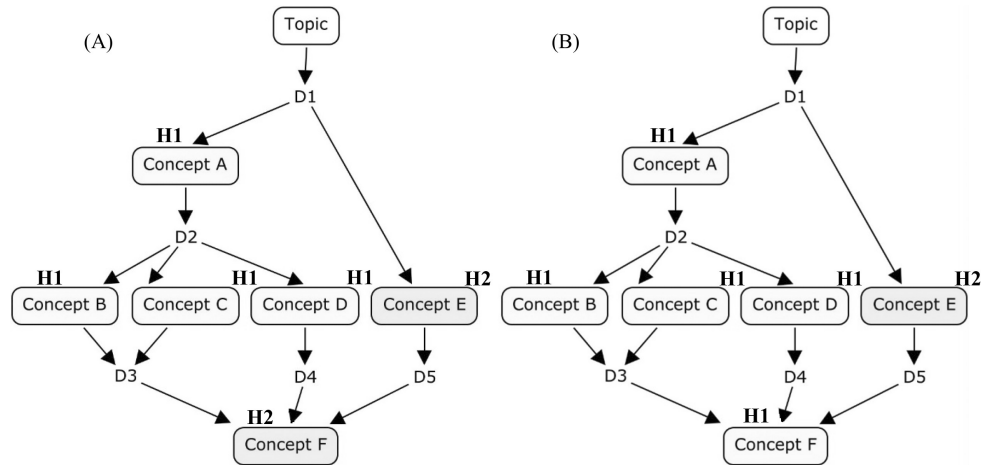 (A)
Topic
D1
H1
Concept A
D2
H1 H1 H1 H2
Concept B Concept C Concept D Concept E
D3 D4 D5
H2
Concept F
(B)
Topic
D1
H1
Concept A
D2
H1 H1 H1 H2
Concept B Concept C Concept D Concept E
D3 D4 D5
H1
Concept F